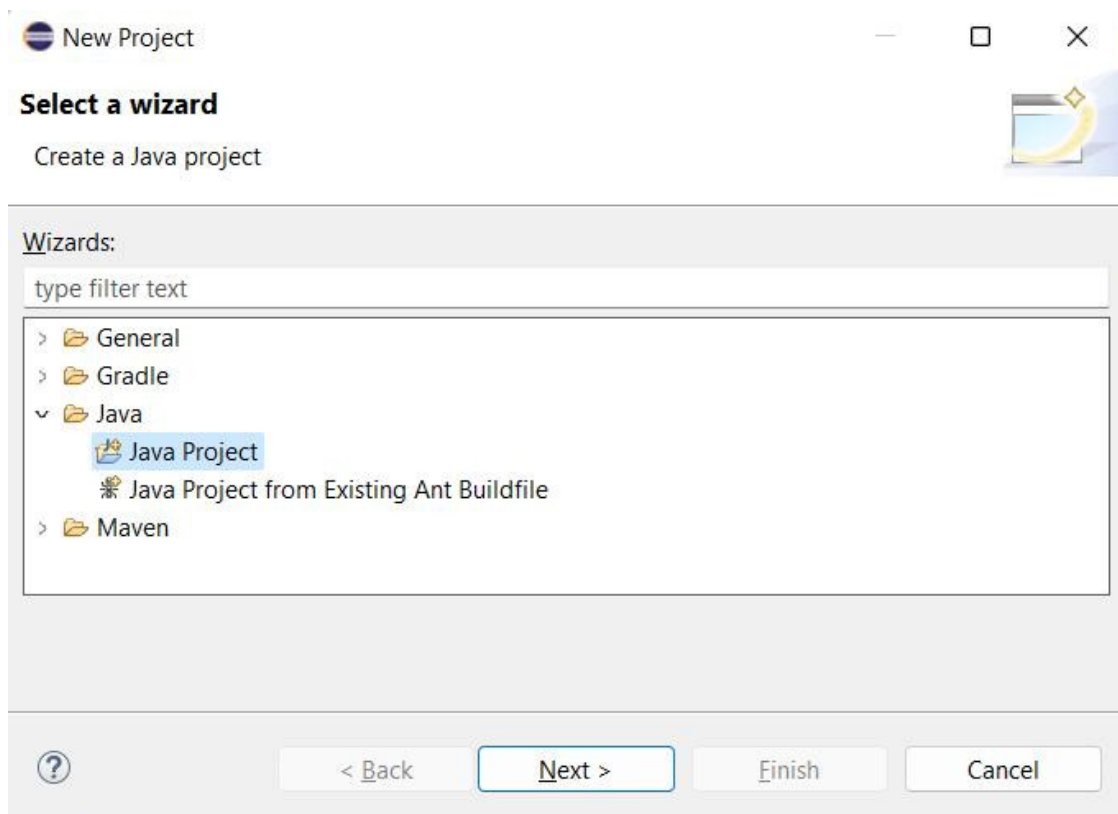 New Project
Select a wizard
Create a Java project
Wizards:
type filter text
General
Gradle
Java
Java Project
Java Project from Existing Ant Buildfile
Maven
< Back Next > Finish Cancel